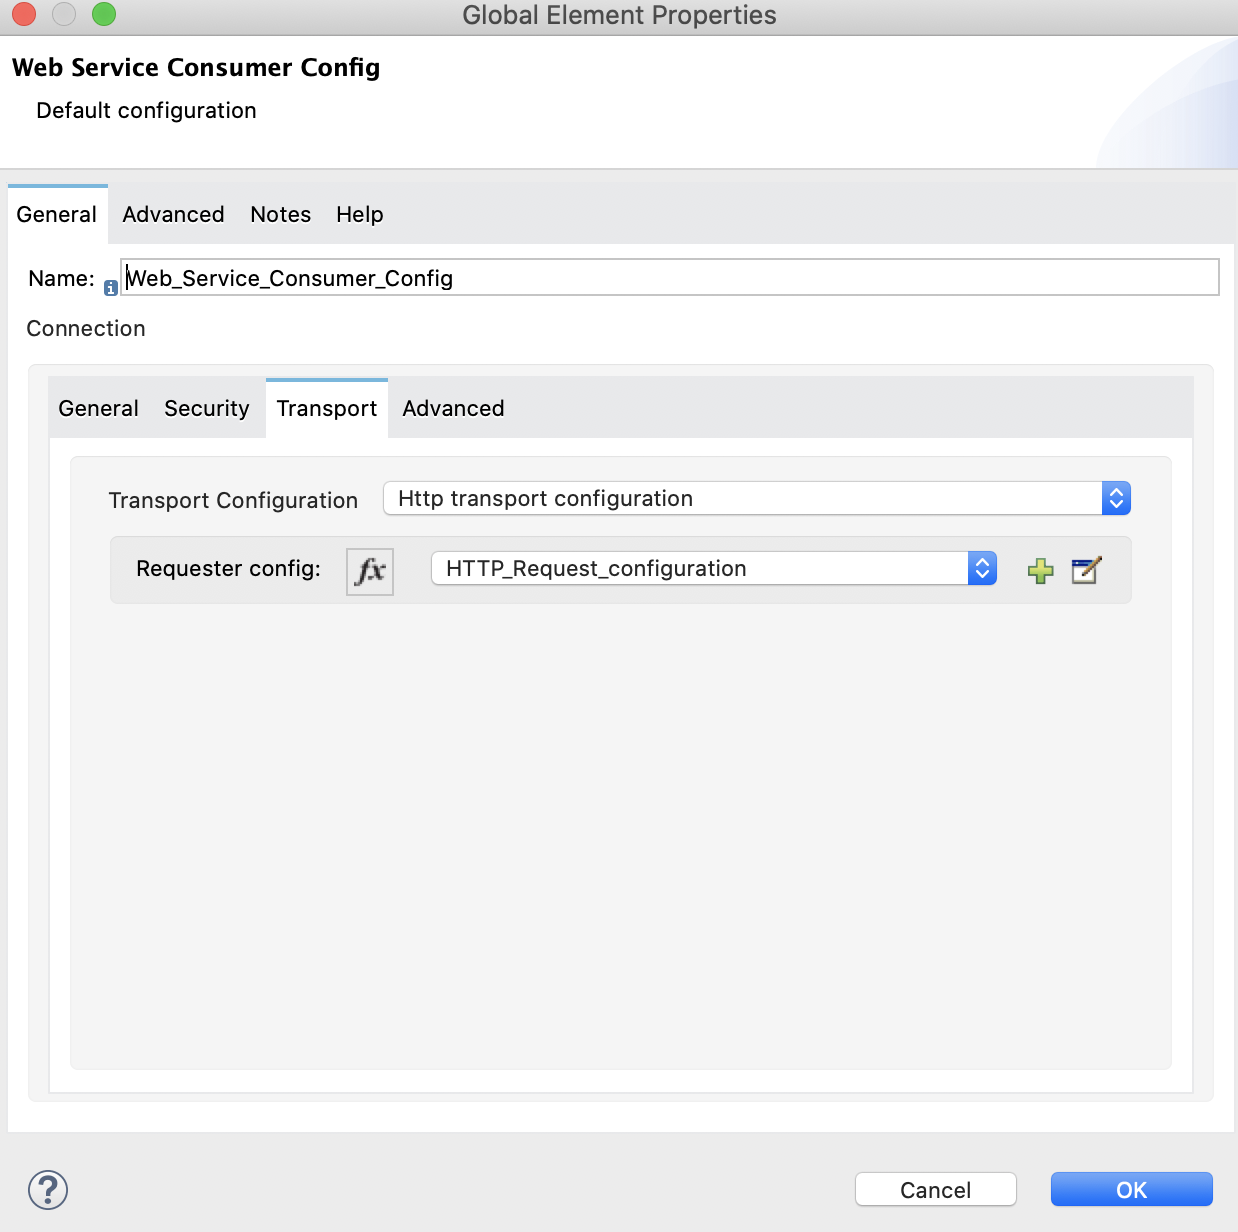 Global Element Properties
Web Service Consumer Config
Default configuration
General Advanced Notes Help
Name: Web_Service_Consumer_Config
Connection
General Security Transport Advanced
Transport Configuration Http transport configuration
Requester config: fx HTTP_Request_configuration
? Cancel OK